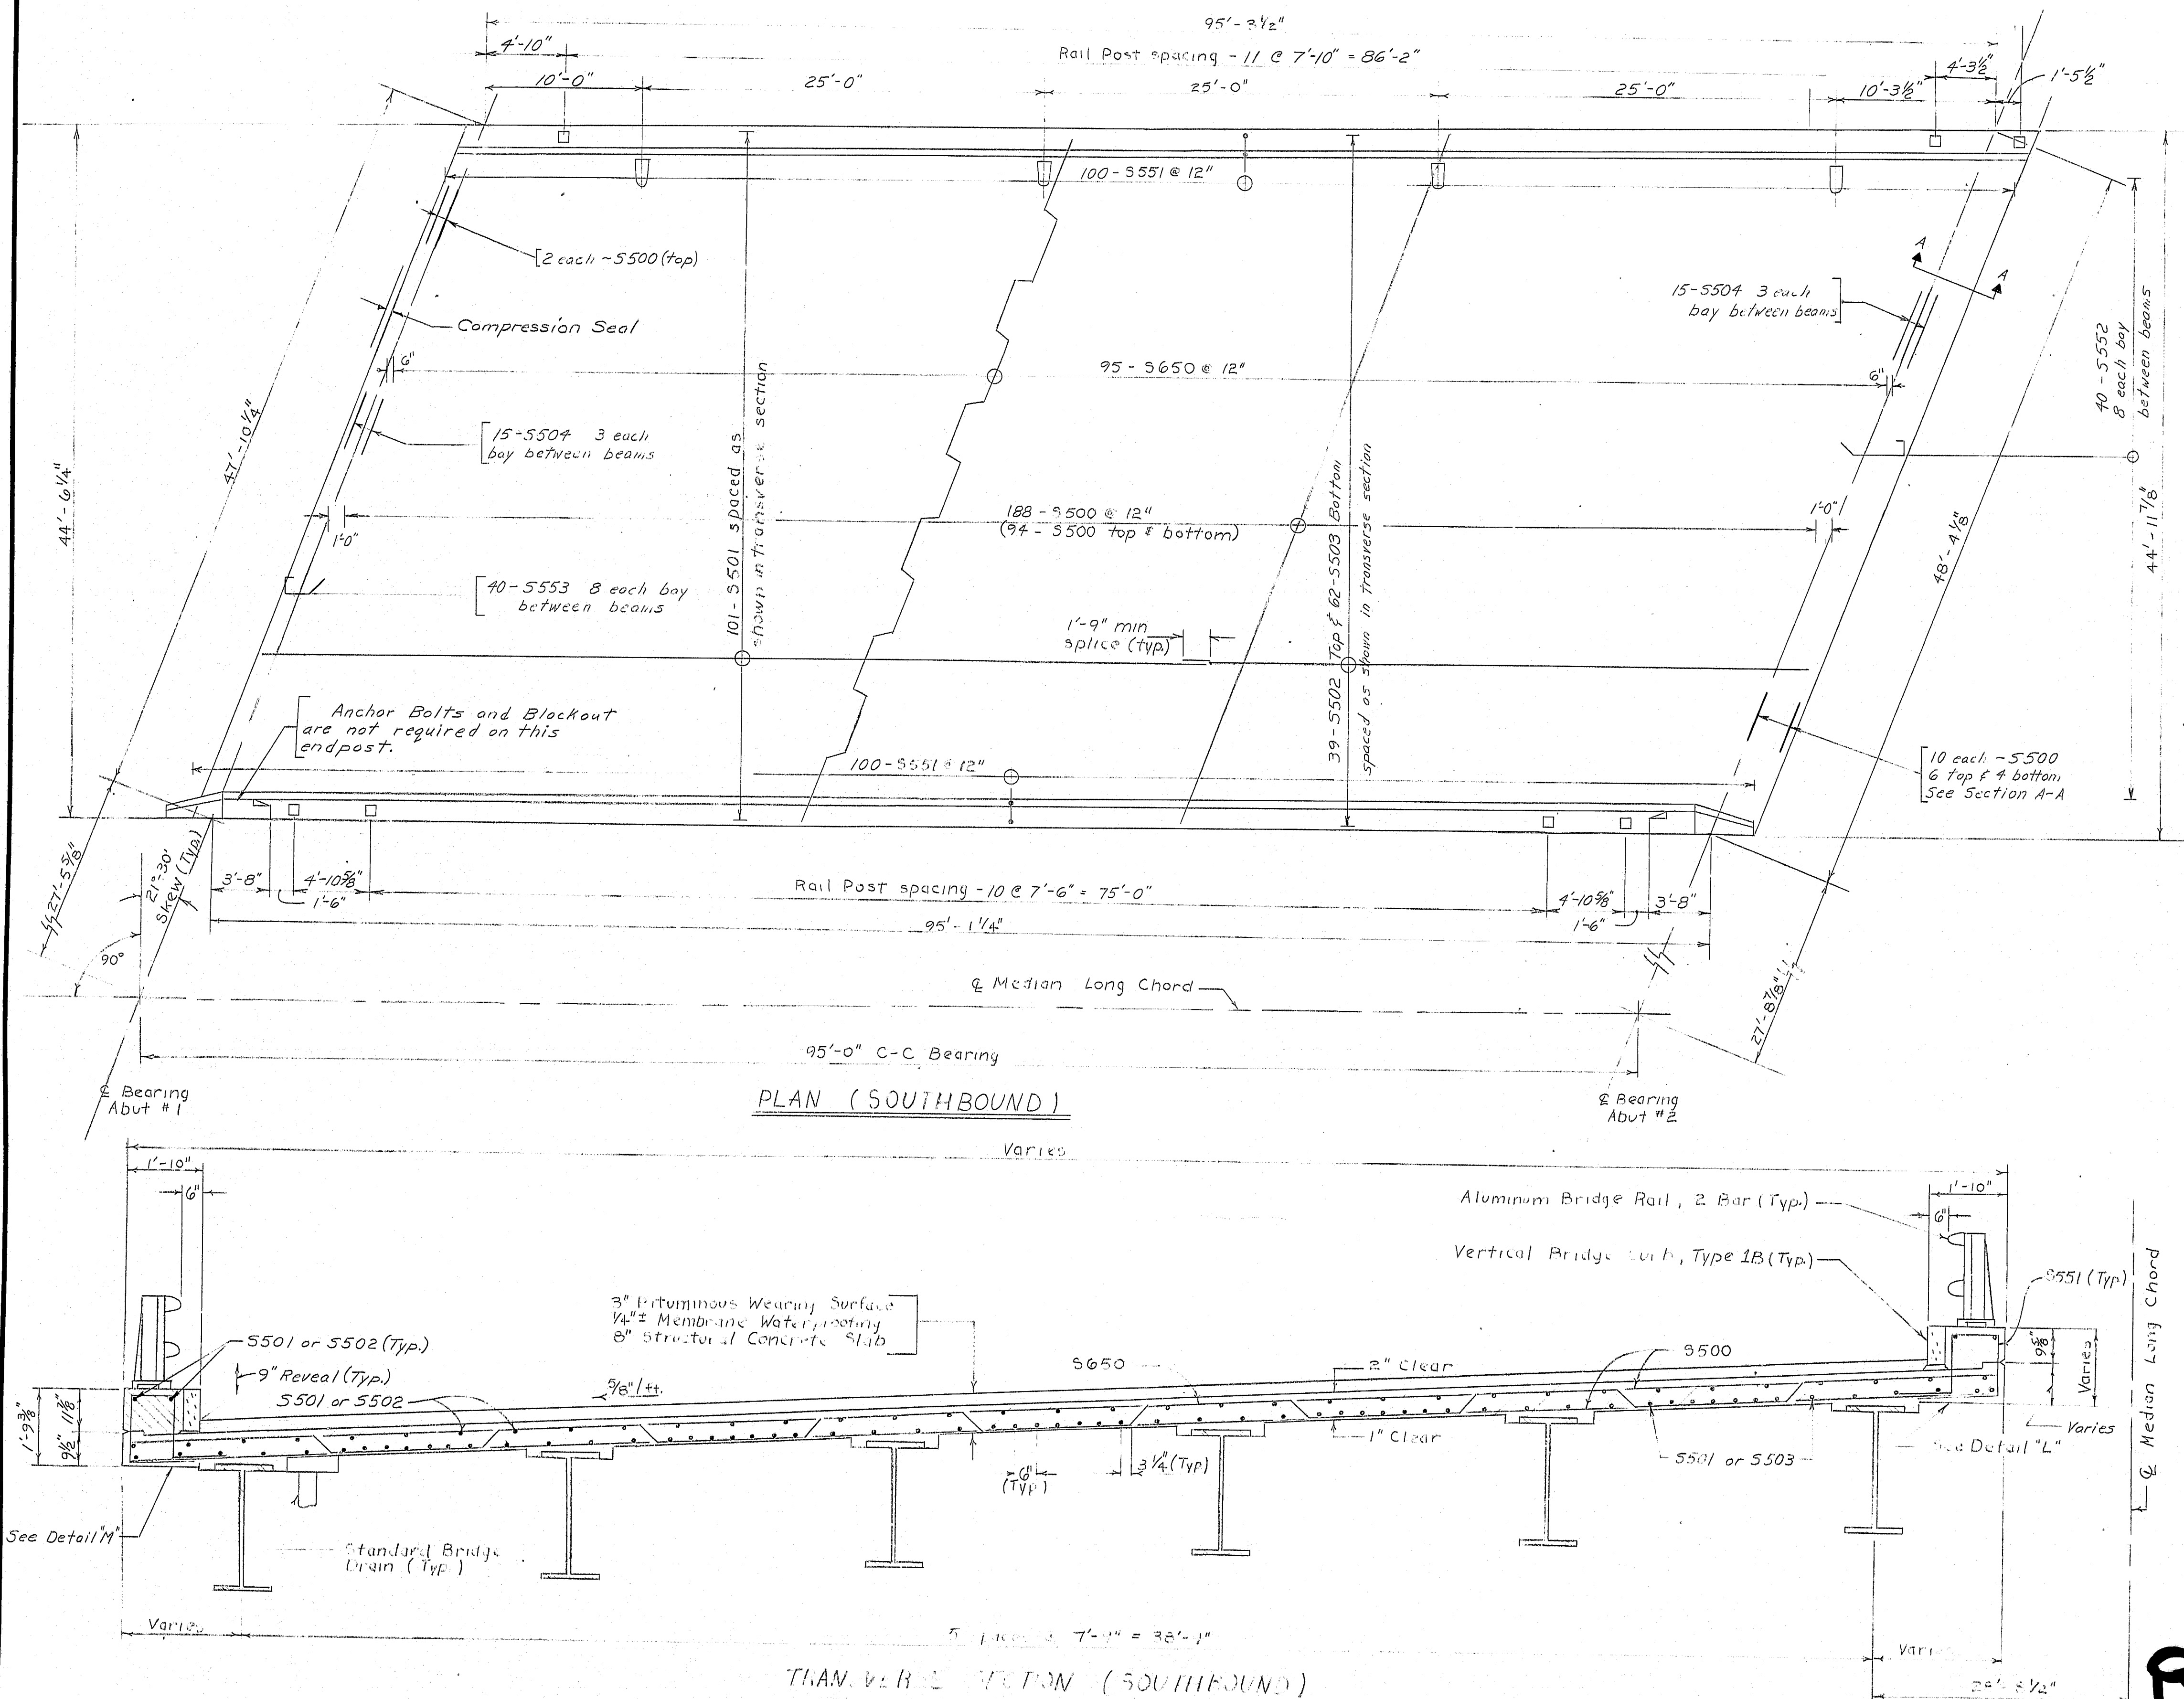 95'-3½"
4'-10"
Rail Post spacing - 11 @ 7'-10" = 86'-2"
4'-3½"
1'-5½"
10'-0"
25'-0"
25'-0"
25'-0"
10'-3½"
100-S551 @ 12"
2 each ~ S500 (top)
A
A
15-S504 3 each
bay between beams
Compression Seal
40-S552
8 each bay
between beams
6"
95 - S650 @ 12"
6"
47'-10¼"
44'-6¼"
15-S504 3 each
bay between beams
101-S501 spaced as
shown in transverse section
39-S502 Top & 62-S503 Bottom
spaced as shown in transverse section
188 - S500 @ 12"
(94 - S500 top & bottom)
1'-0"
1'-0"
48'-4⅛"
44'-11⅞"
40-S553 8 each bay
between beams
1'-9" min
splice (typ.)
Anchor Bolts and Blockout
are not required on this
endpost.
100-S551 @ 12"
10 each - S500
6 top & 4 bottom
See Section A-A
27'-5⅝"
21°-30'
Skew (Typ.)
3'-8"
4'-10⅝"
1'-6"
Rail Post spacing - 10 @ 7'-6" = 75'-0"
4'-10⅝"
1'-6"
3'-8"
95'-1¼"
90°
℄ Median Long Chord
27'-8⅞"
95'-0" C-C Bearing
℄ Bearing
Abut #1
PLAN (SOUTHBOUND)
℄ Bearing
Abut #2
Varies
1'-10"
6"
Aluminum Bridge Rail, 2 Bar (Typ.)
1'-10"
6"
Vertical Bridge Curb, Type 1B (Typ.)
S551 (Typ)
℄ Median Long Chord
3" Bituminous Wearing Surface
¼"± Membrane Waterproofing
8" Structural Concrete Slab
S501 or S502 (Typ.)
9" Reveal (Typ.)
S501 or S502
⅝"/ft.
S650
2" Clear
S500
9⅝"
Varies
1'-9⅜"
9½"
11⅞"
1" Clear
6"
(Typ)
3¼" (Typ)
S501 or S503
Varies
See Detail "L"
See Detail "M"
Standard Bridge
Drain (Typ.)
Varies
5 spaces @ 7'-9" = 38'-9"
Varies
TRANSVERSE SECTION (SOUTHBOUND)